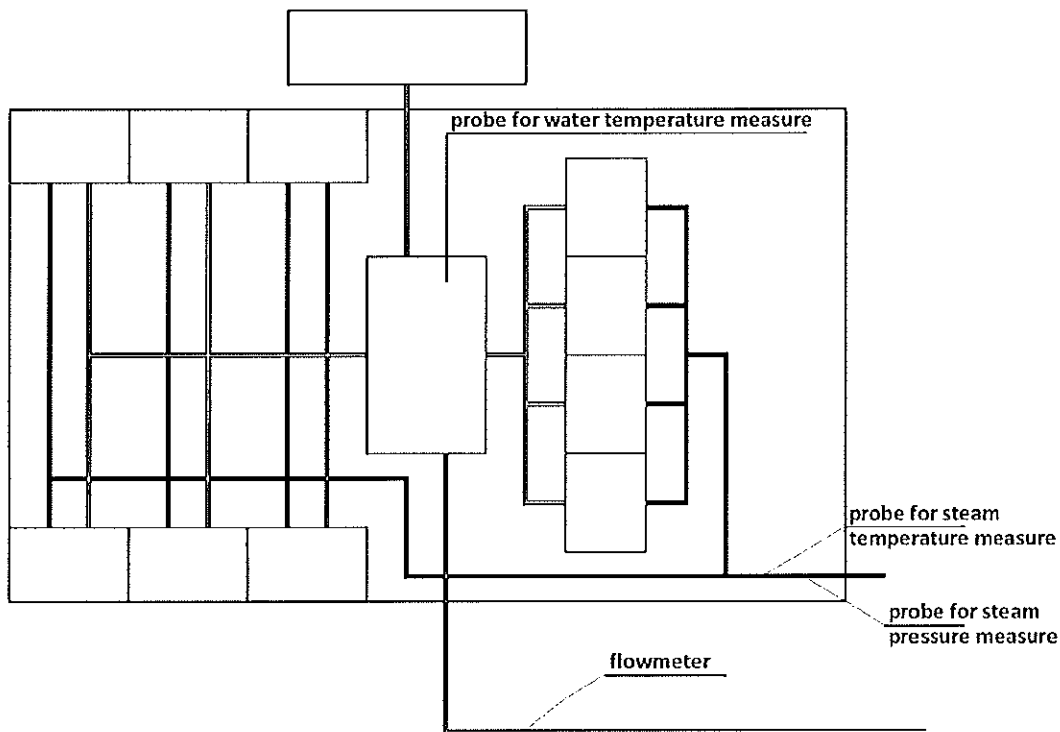 probe for water temperature measure
probe for steam
temperature measure
probe for steam
pressure measure
flowmeter